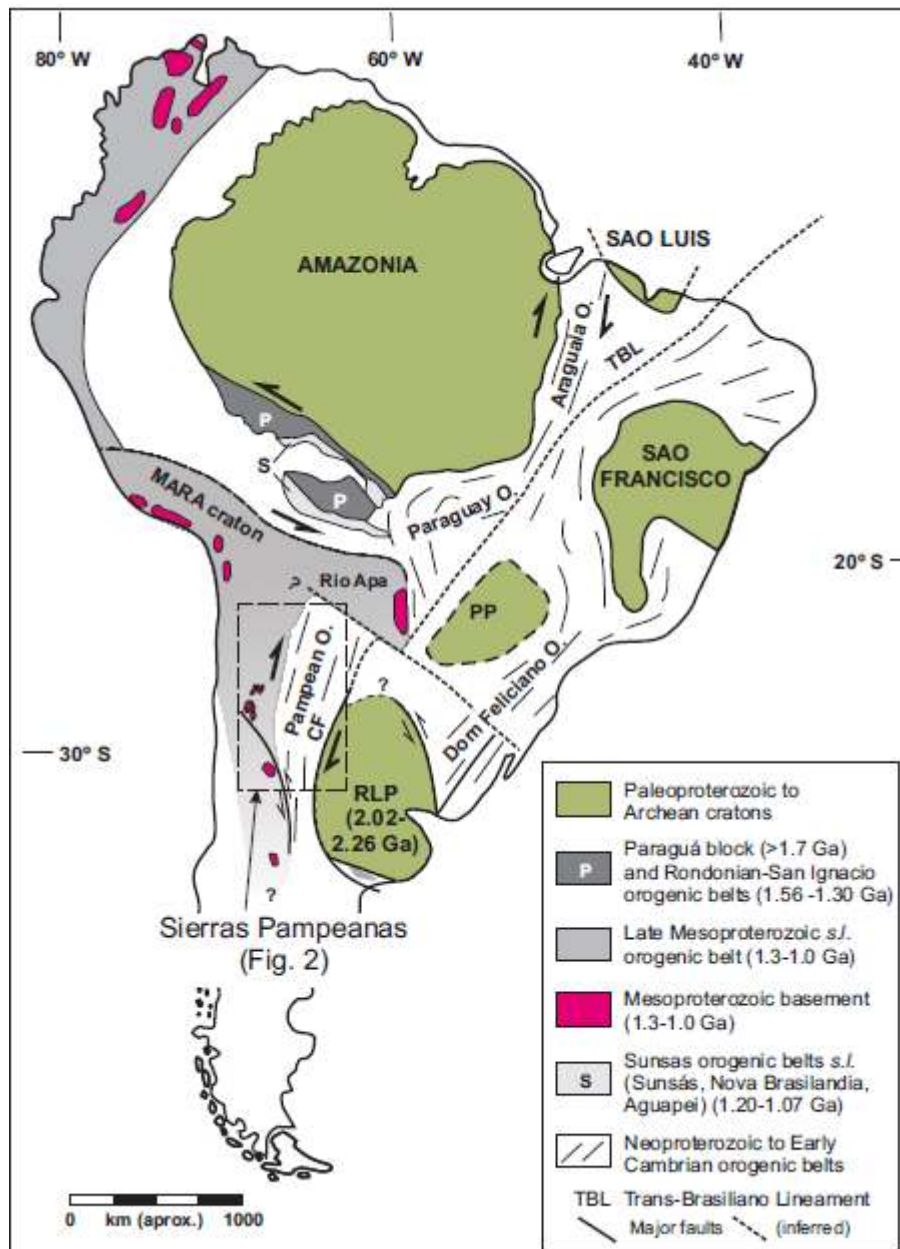 80° W
60° W
40° W
SAO LUIS
AMAZONIA
Araguaia O.
TBL
P
S
P
SAO
FRANCISCO
MARA craton
Paraguay O.
20° S
Rio Apa
?
PP
Pampean O.
CF
?
Dom Feliciano O.
30° S
RLP
(2.02-
2.26 Ga)
?
Sierras Pampeanas
(Fig. 2)
Paleoproterozoic to
Archean cratons
P
Paraguá block (>1.7 Ga)
and Rondonian-San Ignacio
orogenic belts (1.56 -1.30 Ga)
Late Mesoproterozoic s.l.
orogenic belt (1.3-1.0 Ga)
Mesoproterozoic basement
(1.3-1.0 Ga)
S
Sunsas orogenic belts s.l.
(Sunsás, Nova Brasilandia,
Aguapei) (1.20-1.07 Ga)
Neoproterozoic to Early
Cambrian orogenic belts
TBL Trans-Brasiliano Lineament
Major faults (inferred)
0 km (aprox.) 1000